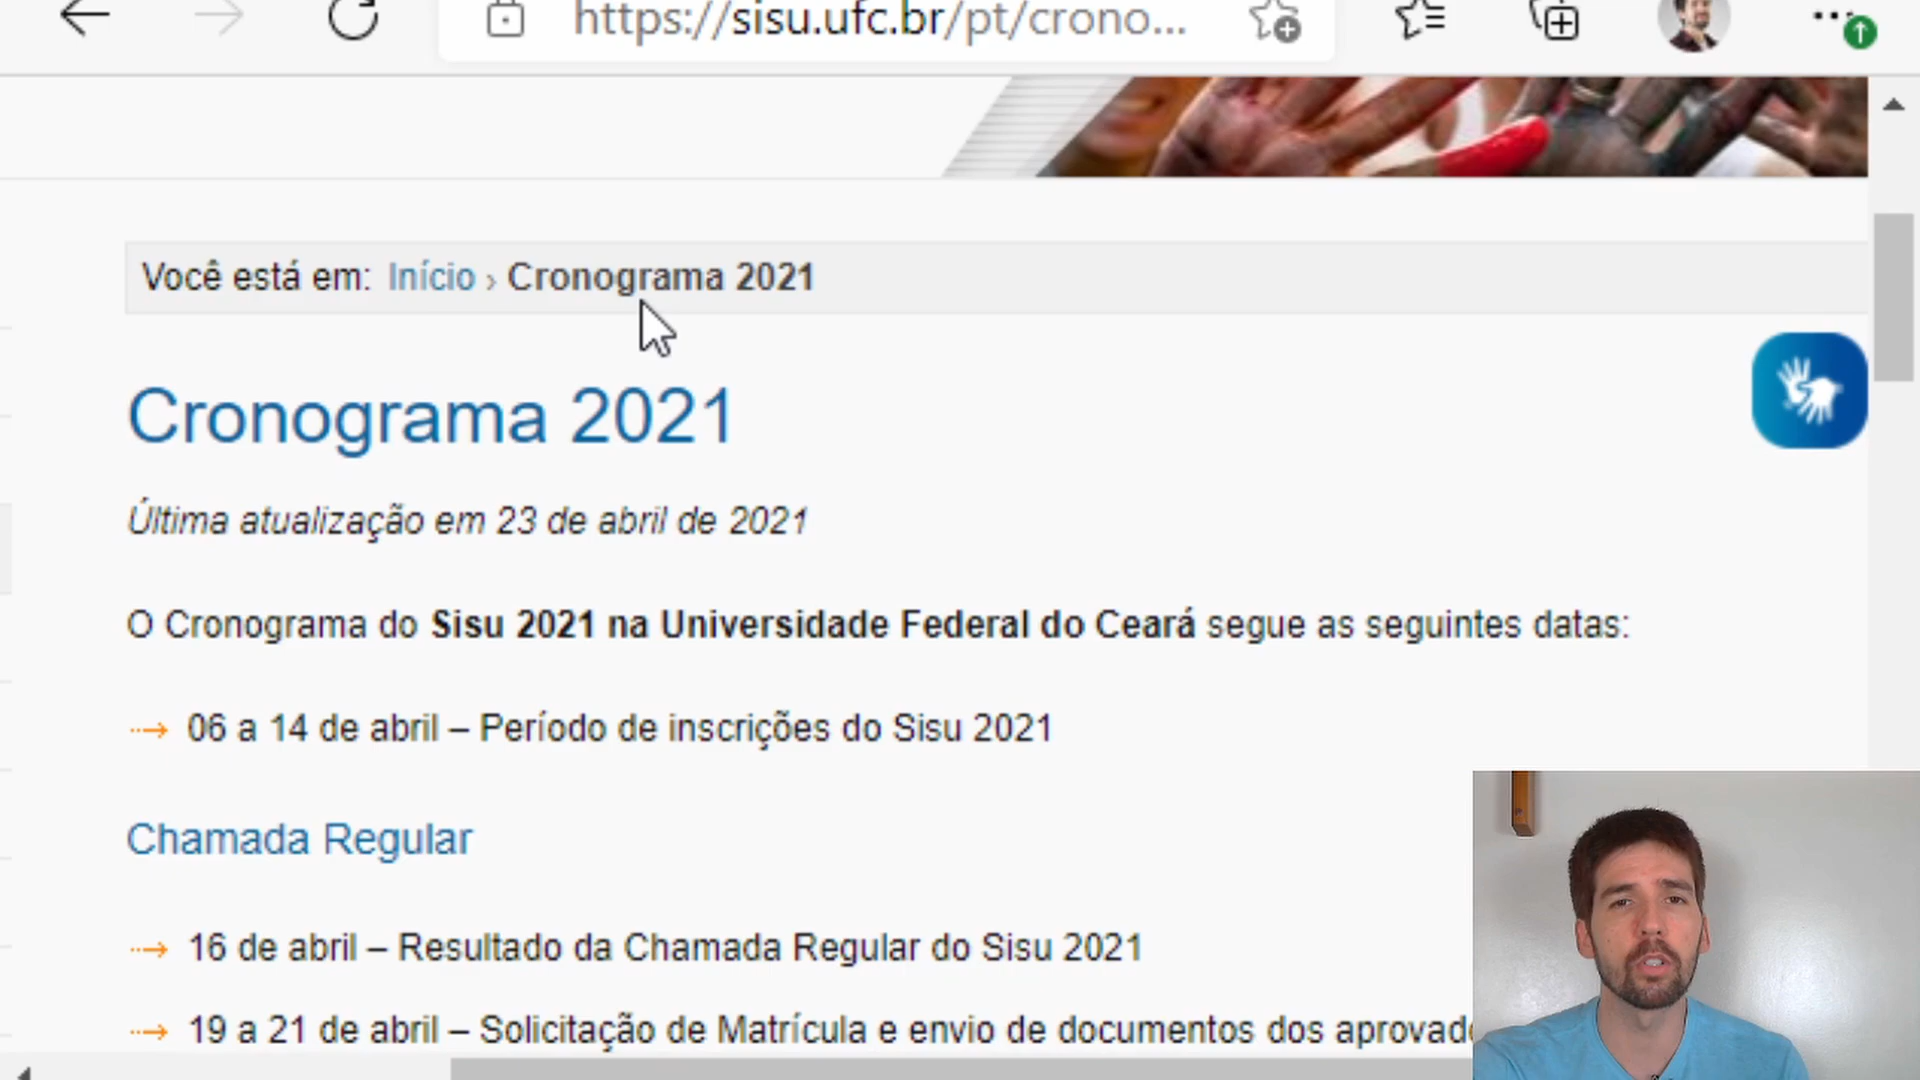 https://sisu.ufc.br/pt/crono...
Você está em: Início › Cronograma 2021
Cronograma 2021
Última atualização em 23 de abril de 2021
O Cronograma do Sisu 2021 na Universidade Federal do Ceará segue as seguintes datas:
06 a 14 de abril – Período de inscrições do Sisu 2021
Chamada Regular
16 de abril – Resultado da Chamada Regular do Sisu 2021
19 a 21 de abril – Solicitação de Matrícula e envio de documentos dos